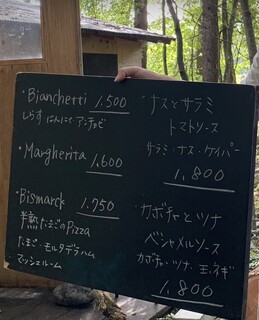 ・Bianchetti 1.500
しらす にんにく アンチョビ
・Margherita 1.600
・Bismarck 1.750
半熟たまごのPizza
たまご・モルタデラハム
マッシュルーム
・ナスとサラミ
トマトソース
サラミ・ナス・ケイパー
1.800
・カボチャとツナ
ベシャメルソース
カボチャ・ツナ・玉ネギ
1.800